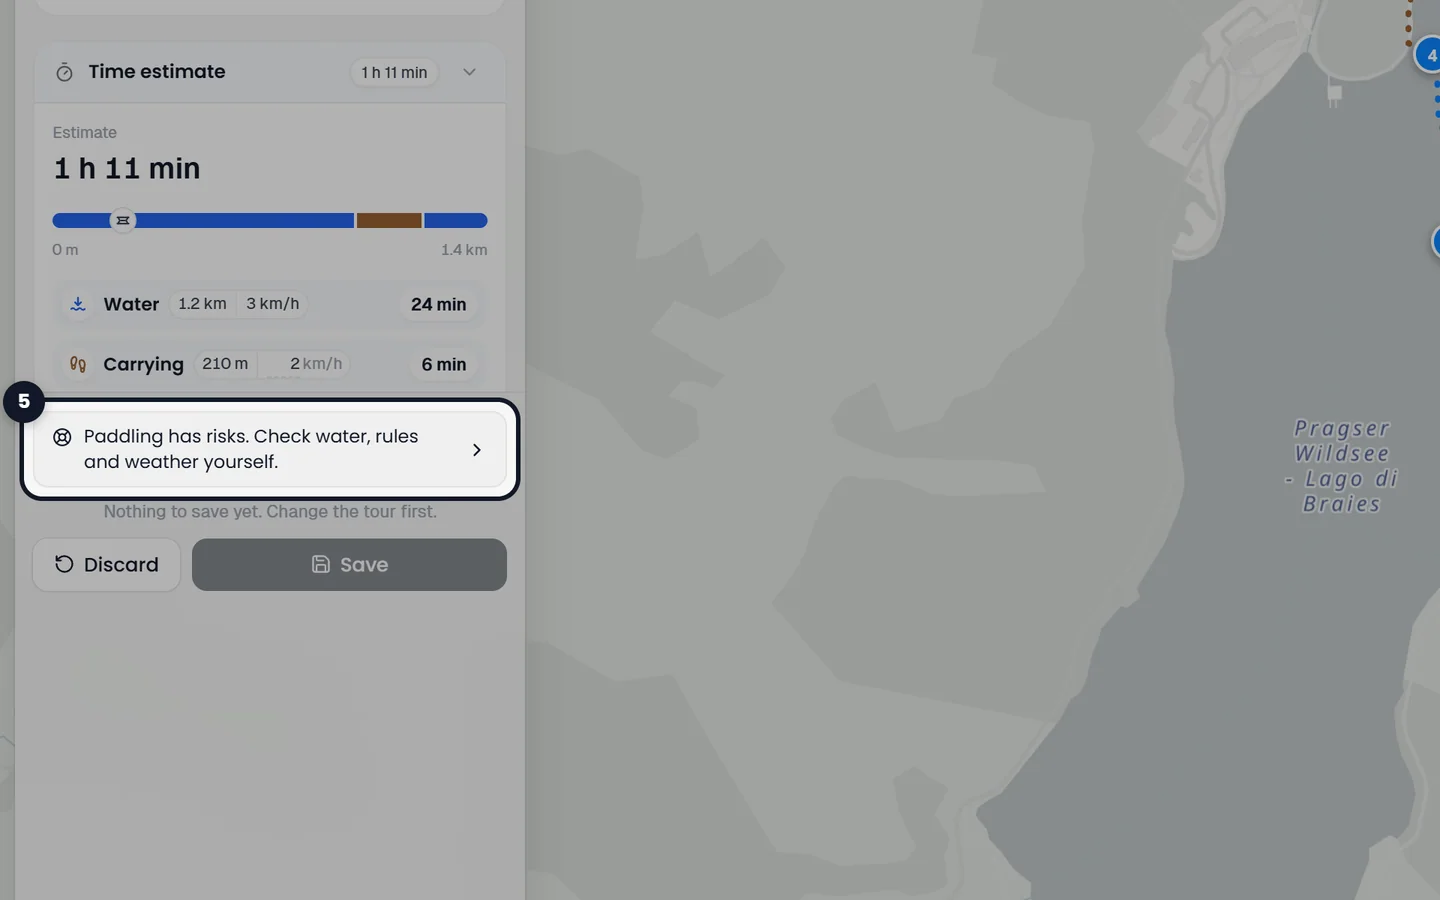 Time estimate
1 h 11 min
Estimate
1 h 11 min
0 m
1.4 km
Water
1.2 km
3 km/h
24 min
Carrying
210 m
2 km/h
6 min
5
Paddling has risks. Check water, rules
and weather yourself.
Nothing to save yet. Change the tour first.
Discard
Save
4
Pragser
Wildsee
- Lago di
Braies